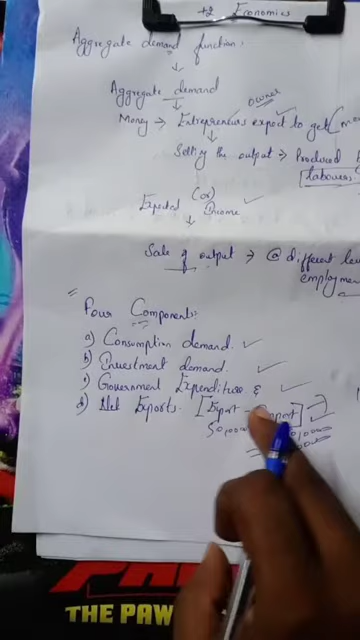 +2 Economics
Aggregate demand function:
Aggregate demand
owner
Money → Entrepreneurs expect to get
Selling the output → Produced
labourers
(or)
Expected Income
Sale of output → @ different
employment
Four Components:
a) Consumption demand.
b) Investment demand.
c) Government Expenditure &
d) Net Exports. [Export -
THE PAW